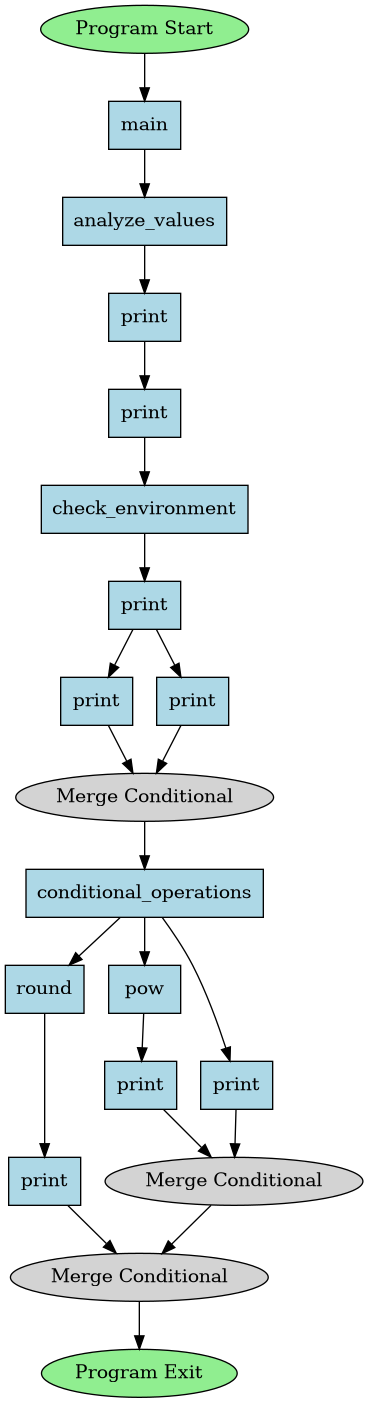 Program Start
main
analyze_values
print
print
check_environment
print
print
print
Merge Conditional
conditional_operations
round
pow
print
print
print
Merge Conditional
Merge Conditional
Program Exit